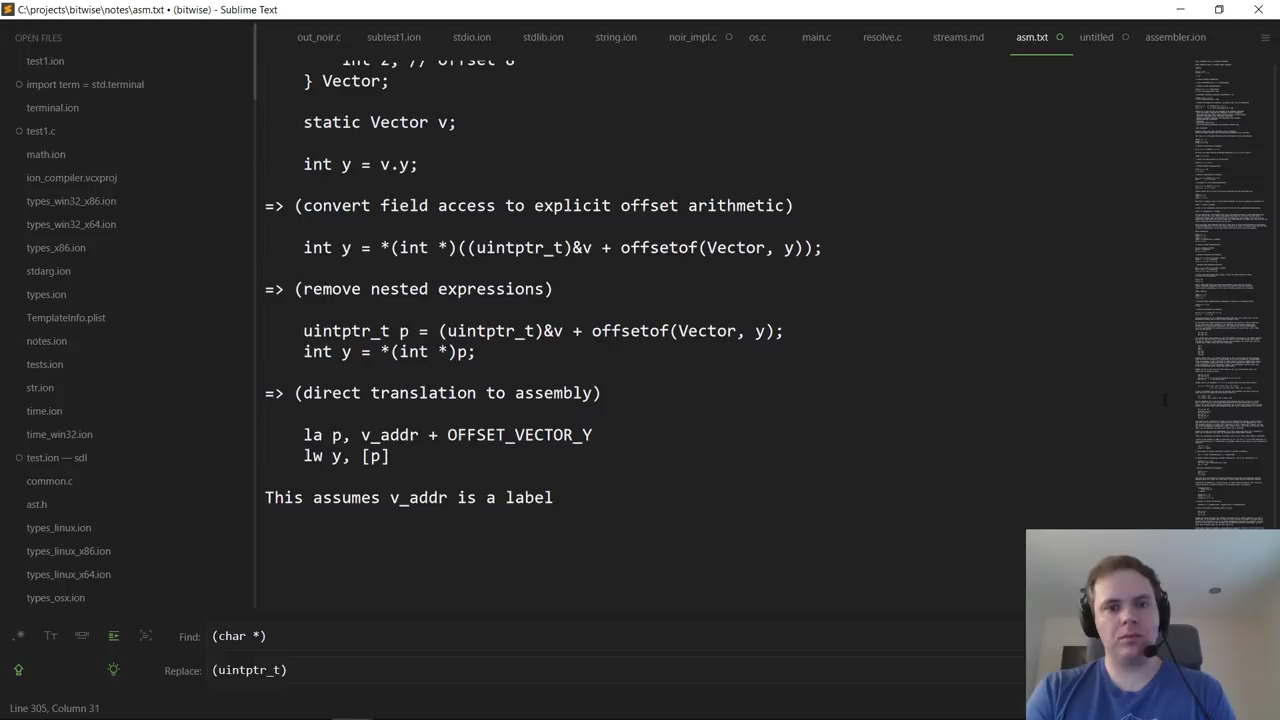 C:\projects\bitwise\notes\asm.txt • (bitwise) - Sublime Text
OPEN FILES
test1.ion
import term = std.terminal
terminal.ion
test1.c
math.ion
ion_compiler.vcxproj
types_win32_x86.ion
types_win32_x64.ion
types_x86.ion
stdarg.ion
types.ion
TemplateInfo.plist
notes.ion
tests.ion
str.ion
time.ion
time_win32.ion
test.ion — sdl
common.c
ast.h
types_linux.ion
types_linux_x86.ion
types_linux_x64.ion
types_osx.ion
out_noir.c
subtest1.ion
stdio.ion
stdlib.ion
string.ion
noir_impl.c
os.c
main.c
resolve.c
streams.md
asm.txt
untitled
assembler.ion
int z; // offset 8
} Vector;
static Vector v;
int y = v.y;
=> (convert field access to explicit offset arithmetic)
int y = *(int *)((uintptr_t)&v + offsetof(Vector, y));
=> (remove nested expressions)
uintptr_t p = (uintptr_t)&v + offsetof(Vector, y);
int y = *(int *)p;
=> (direct translation to assembly)
la p, v_addr + OFFSET_VECTOR_Y
lw y, [p]
This assumes v_addr is a label
Find:
(char *)
Replace:
(uintptr_t)
Line 305, Column 31